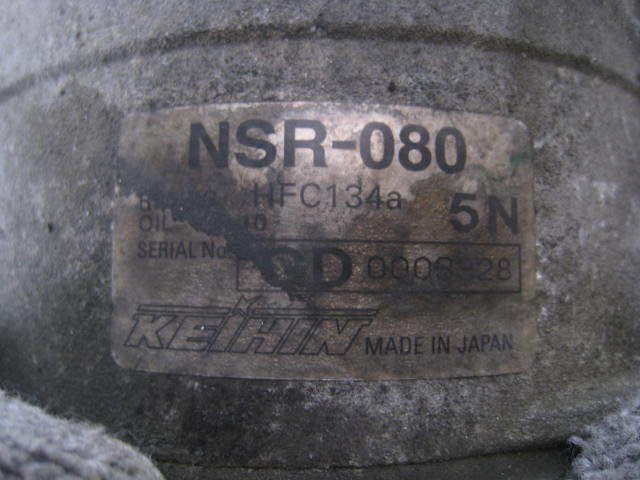 NSR-080
HFC134a
5N
OIL
SERIAL No.
KEIHIN MADE IN JAPAN